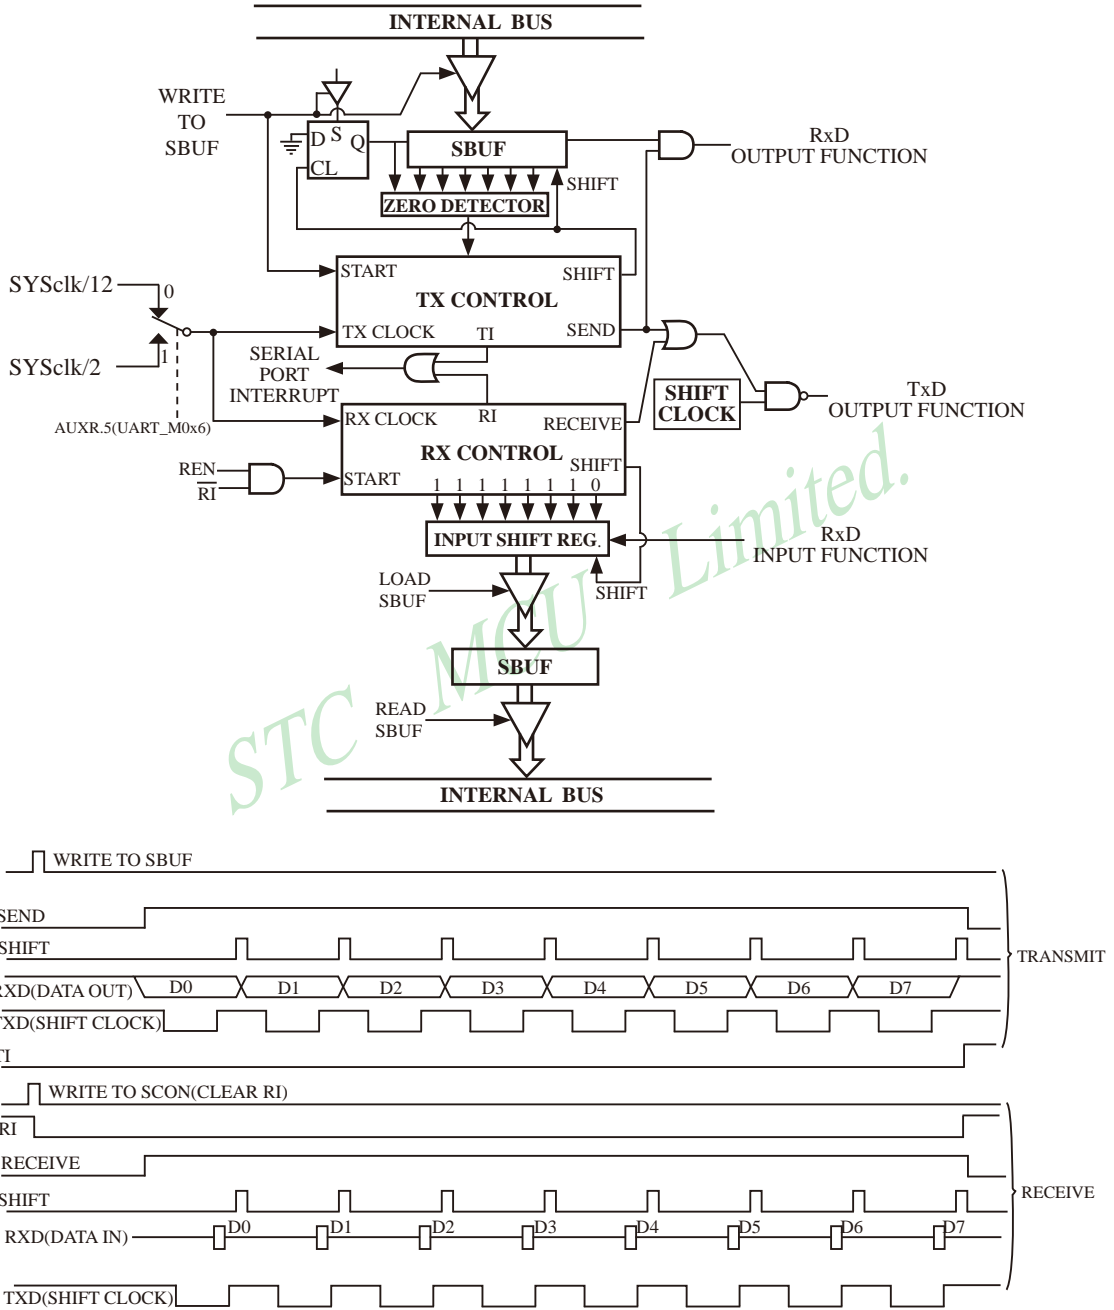 INTERNAL BUS
WRITE
TO
SBUF
D S Q
CL
SBUF
SHIFT
ZERO DETECTOR
RxD
OUTPUT FUNCTION
SYSclk/12
0
1
SYSclk/2
AUXR.5(UART_M0x6)
START
SHIFT
TX CONTROL
TX CLOCK
TI
SEND
SERIAL
PORT
INTERRUPT
SHIFT
CLOCK
TxD
OUTPUT FUNCTION
RX CLOCK
RI
RECEIVE
RX CONTROL
SHIFT
START
1 1 1 1 1 1 1 0
REN
RI
INPUT SHIFT REG.
RxD
INPUT FUNCTION
SHIFT
LOAD
SBUF
SBUF
READ
SBUF
INTERNAL BUS
STC MCU Limited.
WRITE TO SBUF
SEND
SHIFT
RXD(DATA OUT) D0 D1 D2 D3 D4 D5 D6 D7
TXD(SHIFT CLOCK)
TI
TRANSMIT
WRITE TO SCON(CLEAR RI)
RI
RECEIVE
SHIFT
RXD(DATA IN) D0 D1 D2 D3 D4 D5 D6 D7
TXD(SHIFT CLOCK)
RECEIVE